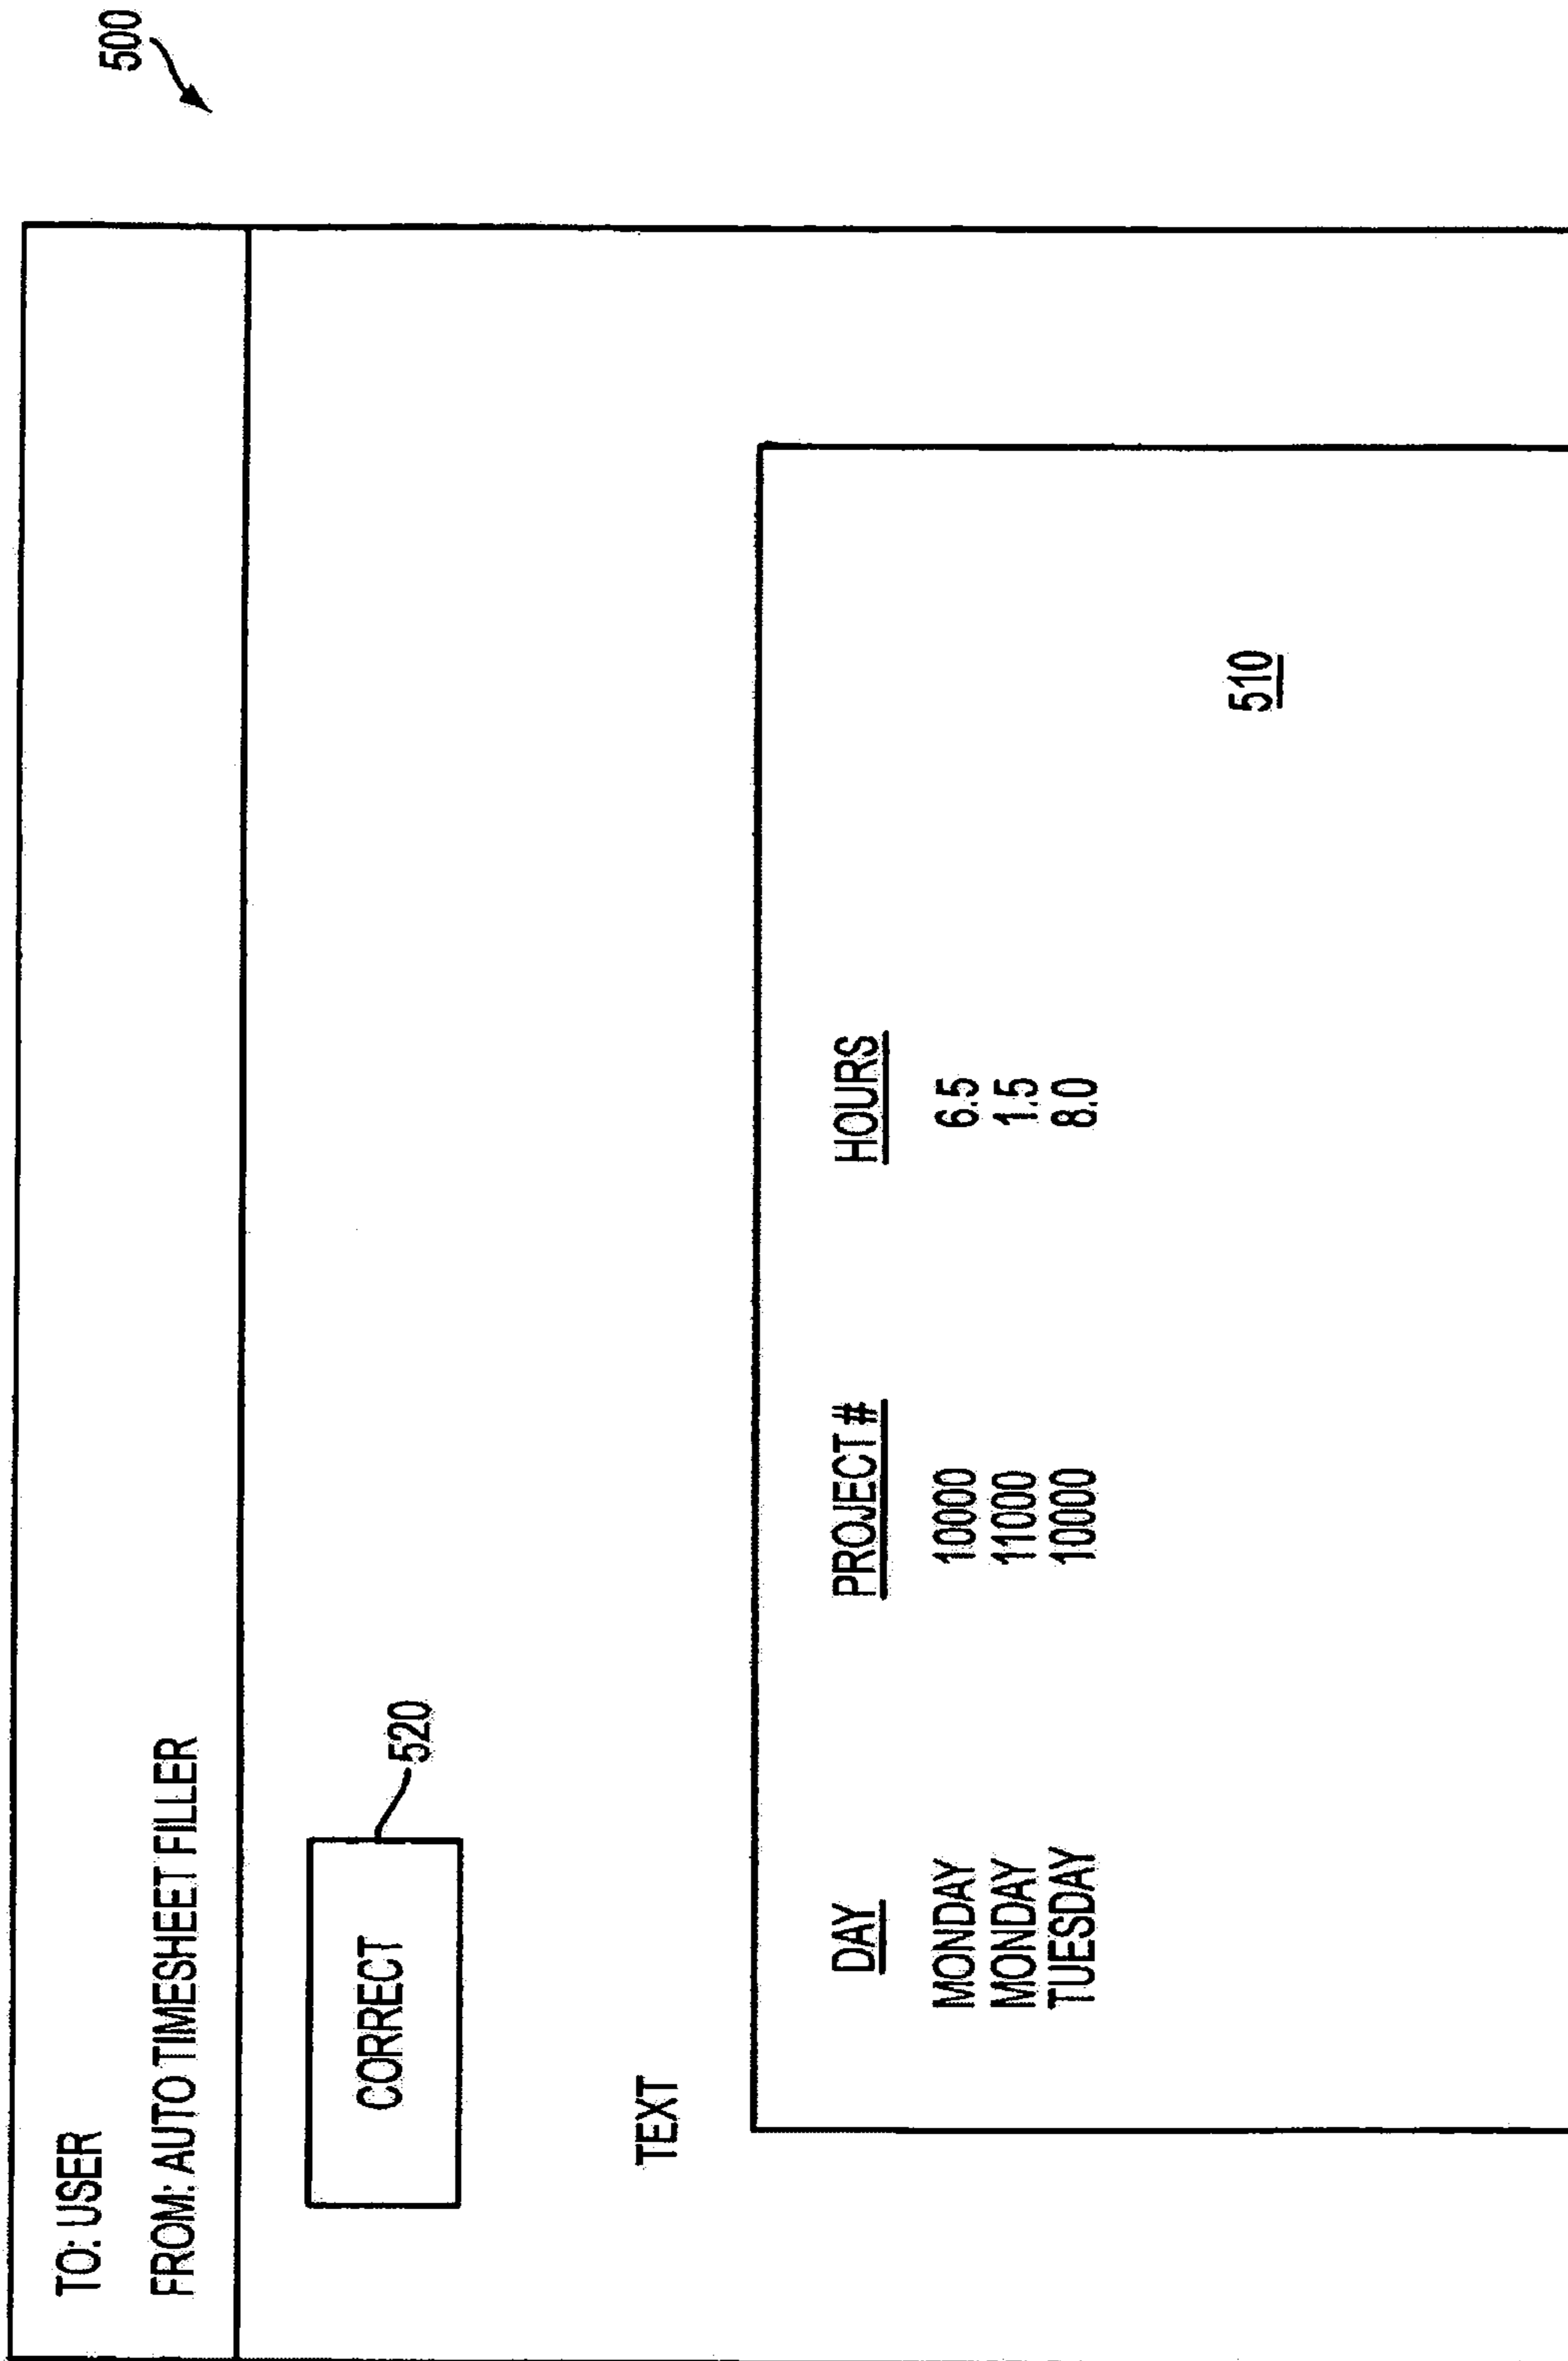 500
TO: USER
FROM: AUTO TIMESHEET FILLER
CORRECT
520
TEXT
DAY PROJECT # HOURS
MONDAY 10000 6.5
MONDAY 11000 1.5
TUESDAY 10000 8.0
510